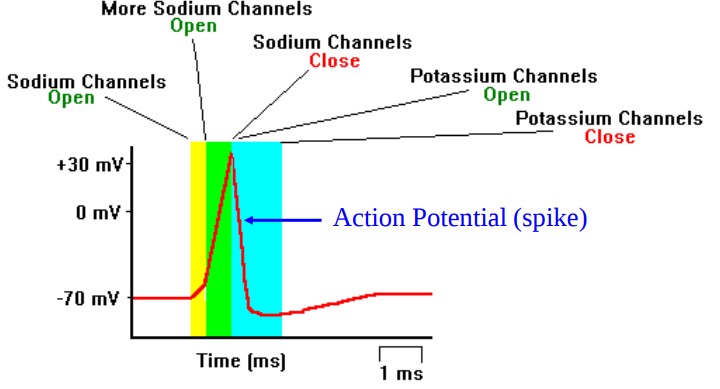 More Sodium Channels
Open
Sodium Channels
Close
Sodium Channels
Open
Potassium Channels
Open
Potassium Channels
Close
+30 mV
0 mV
-70 mV
Action Potential (spike)
Time (ms)
1 ms